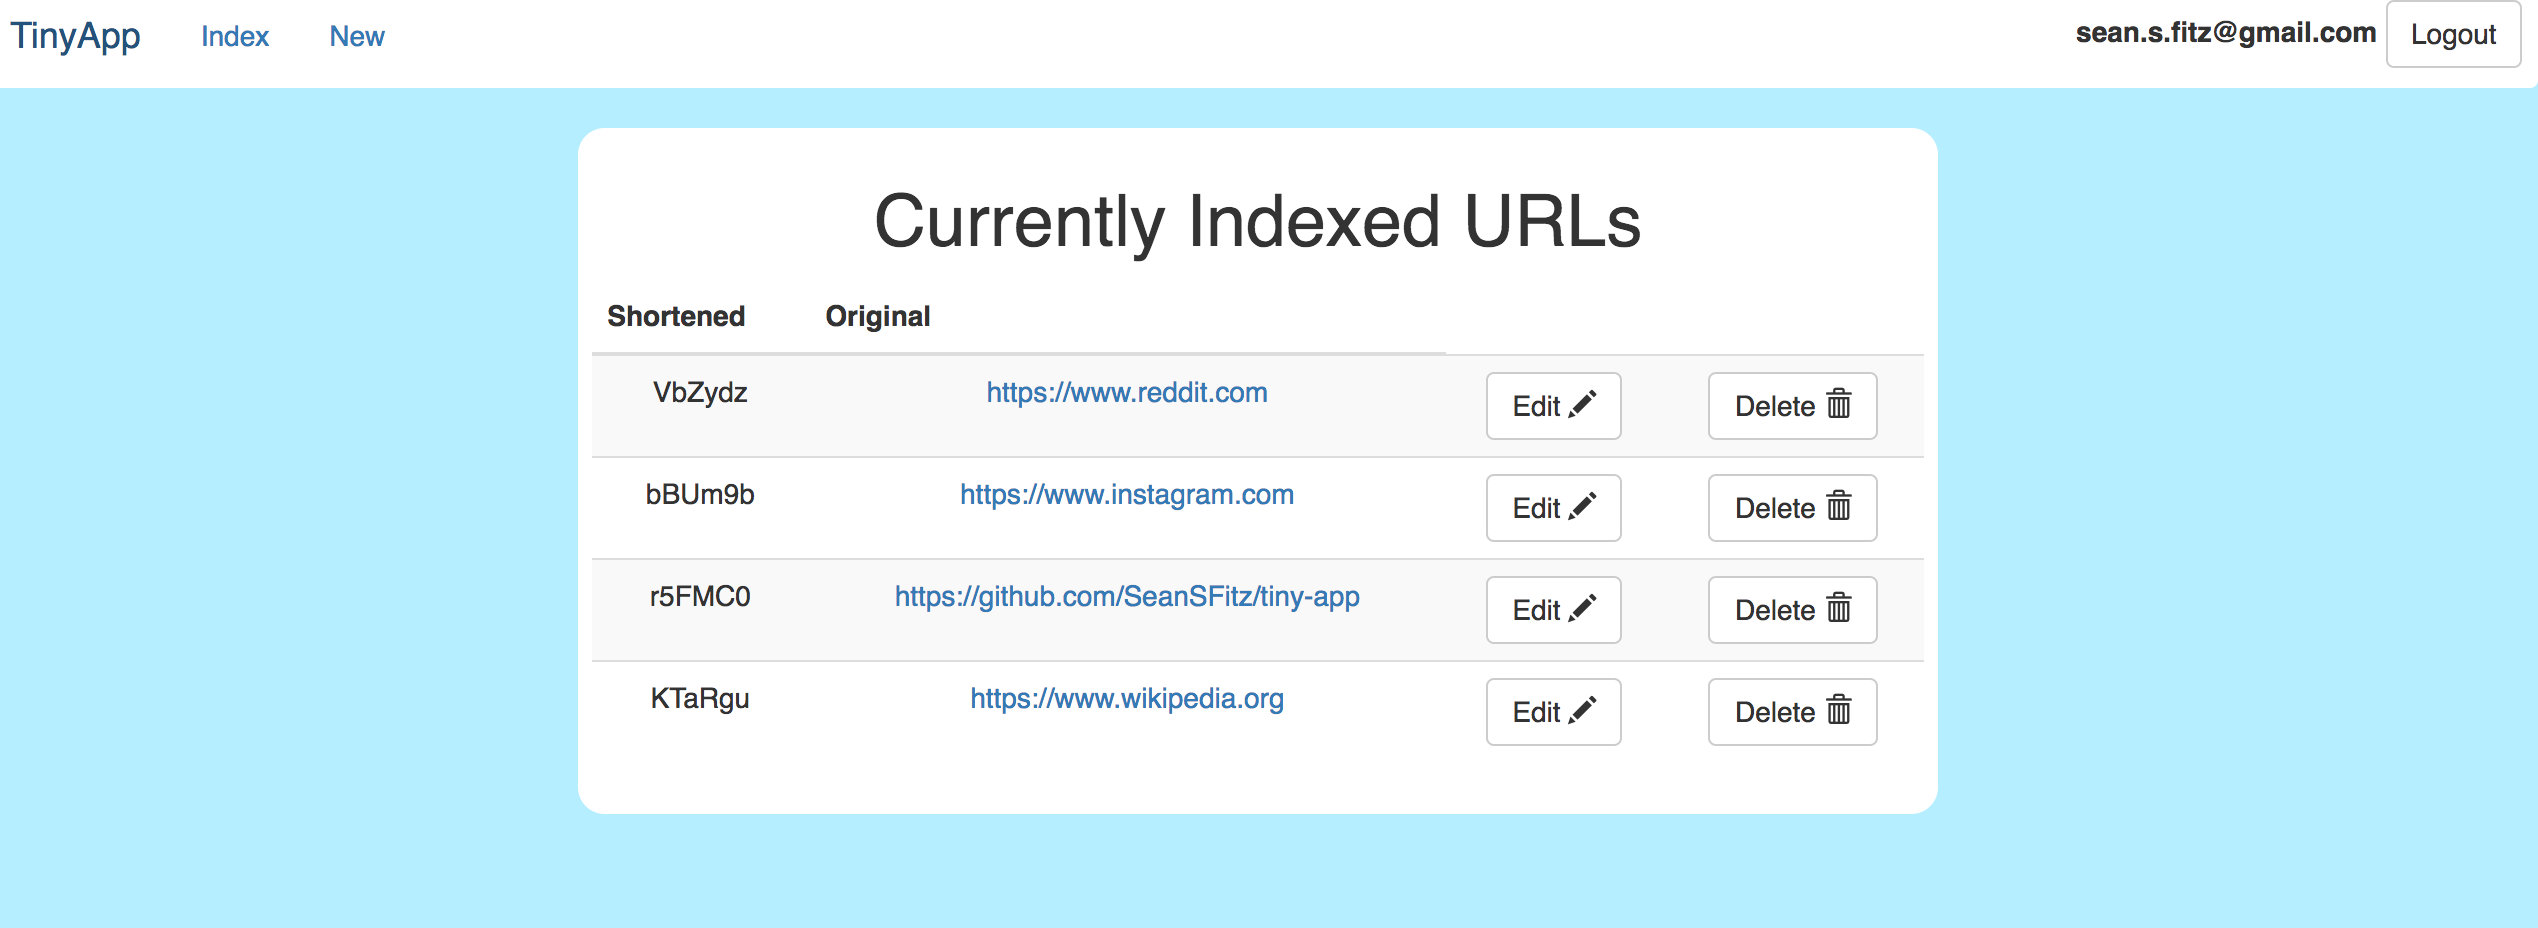 TinyApp Index New sean.s.fitz@gmail.com Logout
Currently Indexed URLs
Shortened Original
VbZydz https://www.reddit.com Edit Delete
bBUm9b https://www.instagram.com Edit Delete
r5FMC0 https://github.com/SeanSFitz/tiny-app Edit Delete
KTaRgu https://www.wikipedia.org Edit Delete